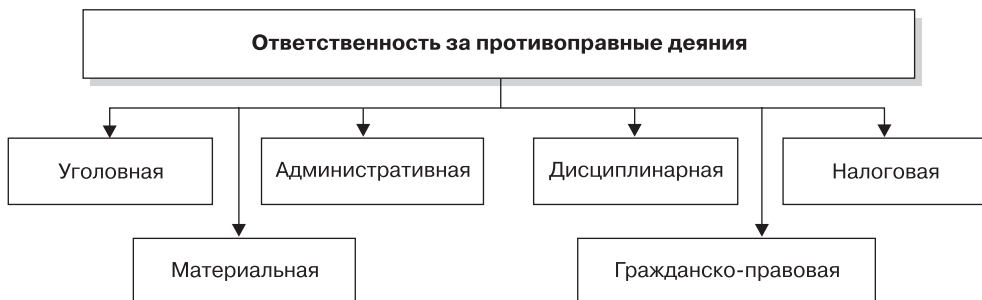 Ответственность за противоправные деяния
Уголовная
Административная
Дисциплинарная
Налоговая
Материальная
Гражданско-правовая